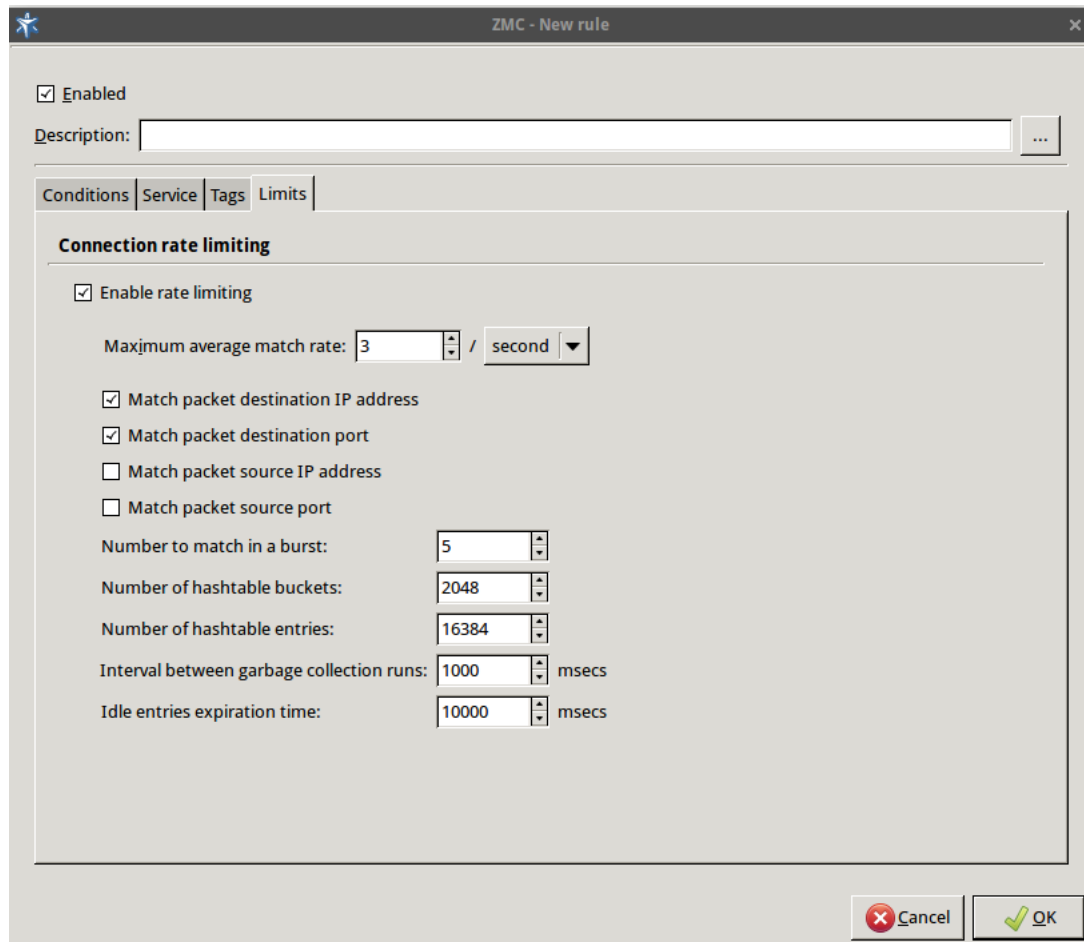 ZMC - New rule
Enabled
Description: ...
Conditions Service Tags Limits
Connection rate limiting
Enable rate limiting
Maximum average match rate: 3 / second
Match packet destination IP address
Match packet destination port
Match packet source IP address
Match packet source port
Number to match in a burst: 5
Number of hashtable buckets: 2048
Number of hashtable entries: 16384
Interval between garbage collection runs: 1000 msecs
Idle entries expiration time: 10000 msecs
Cancel OK